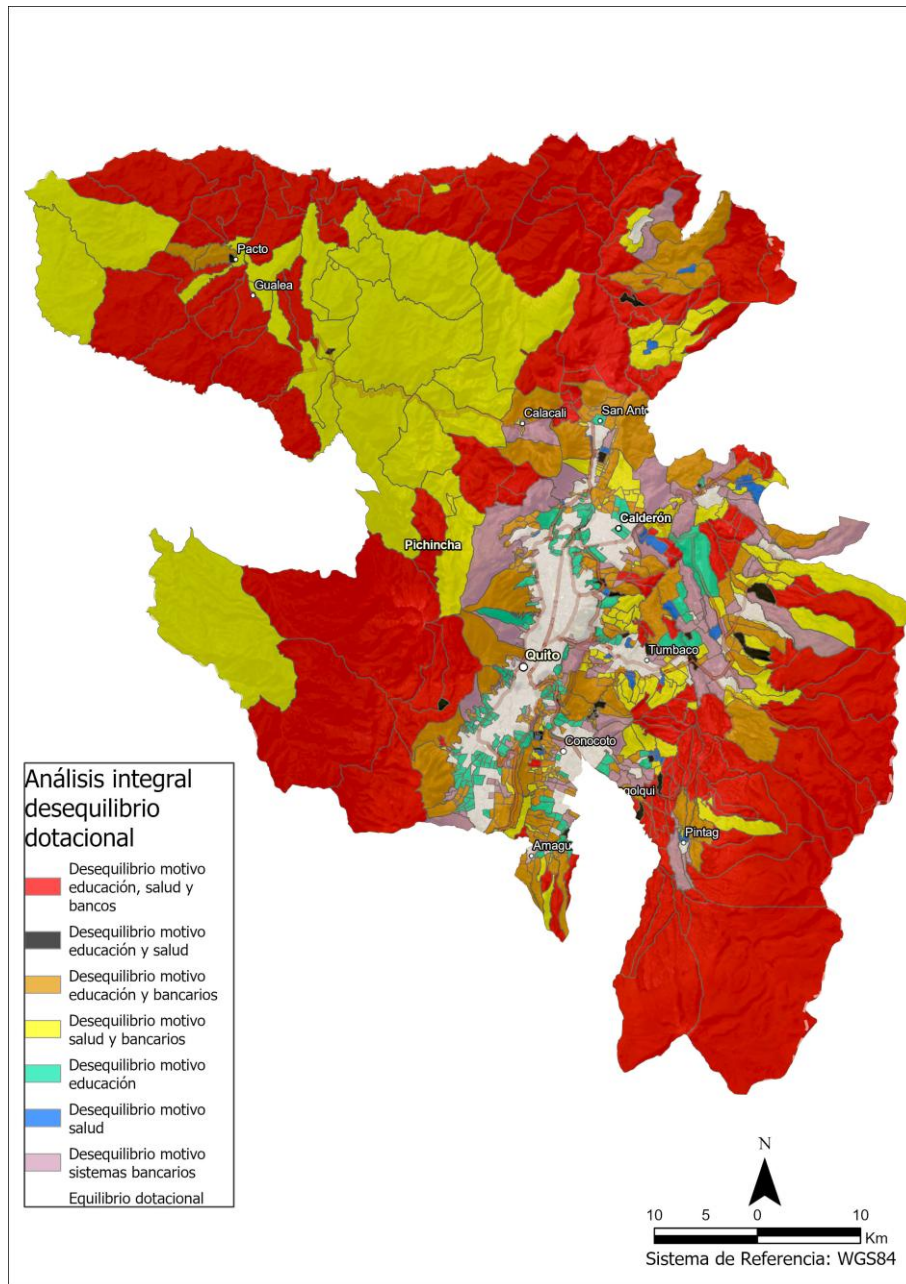 Pacto
Gualea
Calacali
San Anto
Calderón
Pichincha
Quito
Tumbaco
Conocoto
golqui
Pintag
Amagu
Análisis integral
desequilibrio
dotacional
Desequilibrio motivo
educación, salud y
bancos
Desequilibrio motivo
educación y salud
Desequilibrio motivo
educación y bancarios
Desequilibrio motivo
salud y bancarios
Desequilibrio motivo
educación
Desequilibrio motivo
salud
Desequilibrio motivo
sistemas bancarios
Equilibrio dotacional
N
10 5 0 10
Km
Sistema de Referencia: WGS84